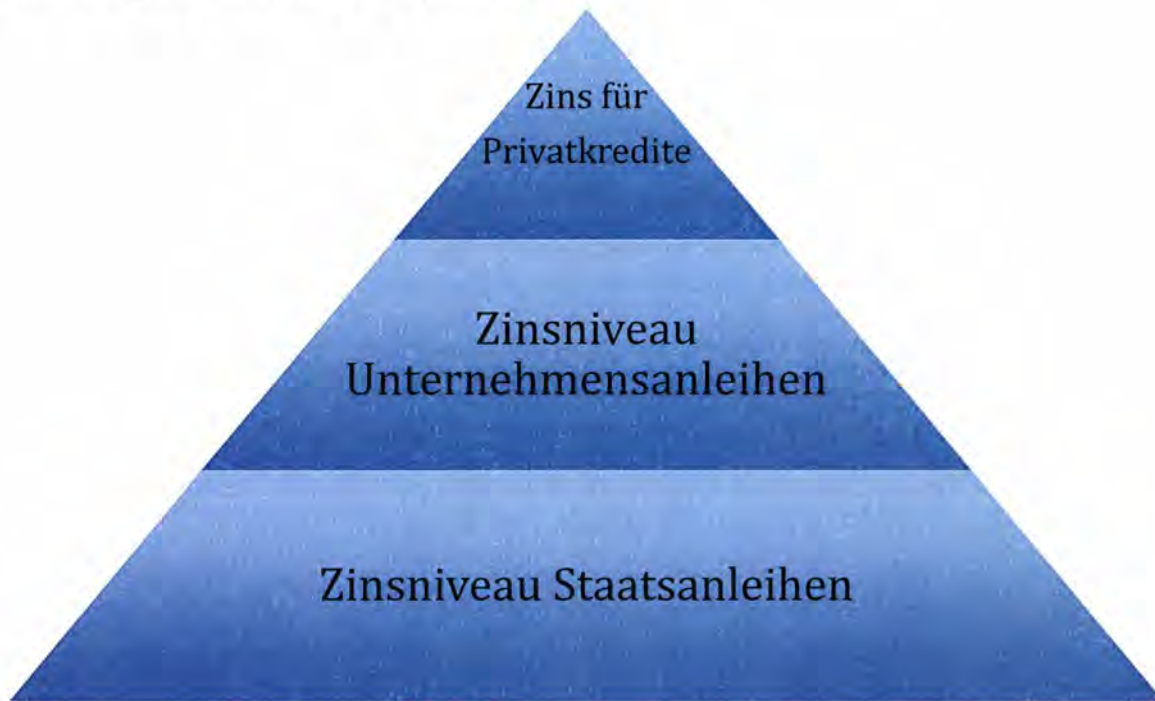 Zins für
Privatkredite
Zinsniveau
Unternehmensanleihen
Zinsniveau Staatsanleihen